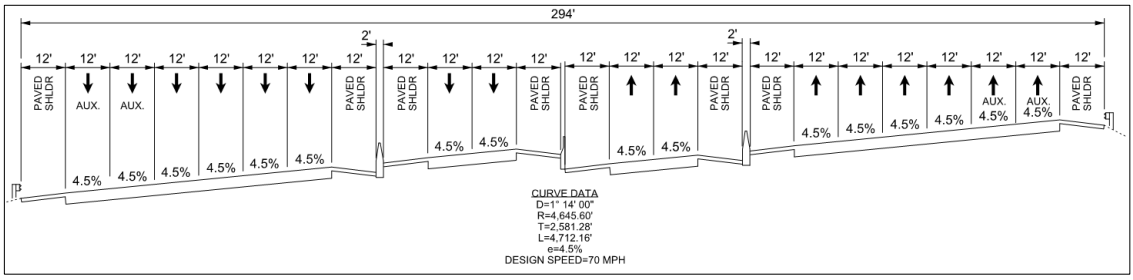 294'
2' 2'
12' 12' 12' 12' 12' 12' 12' 12' 12' 12' 12' 12' 12' 12' 12' 12' 12' 12' 12' 12' 12' 12' 12' 12'
PAVED
SHLDR
AUX.
AUX.
PAVED
SHLDR
PAVED
SHLDR
PAVED
SHLDR
PAVED
SHLDR
PAVED
SHLDR
PAVED
SHLDR
AUX.
AUX.
PAVED
SHLDR
4.5% 4.5% 4.5% 4.5% 4.5% 4.5%
4.5% 4.5%
4.5% 4.5%
4.5% 4.5% 4.5% 4.5% 4.5% 4.5%
CURVE DATA
D=1° 14' 00"
R=4,645.60'
T=2,581.28'
L=4,712.16'
e=4.5%
DESIGN SPEED=70 MPH